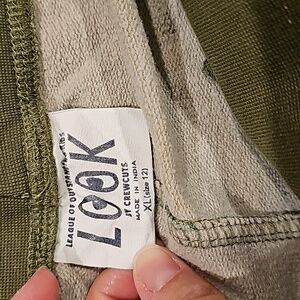 LEAGUE OF OUTSTANDING KIDS
LOOK
BY CREWCUTS
MADE IN INDIA
XL (size 12)